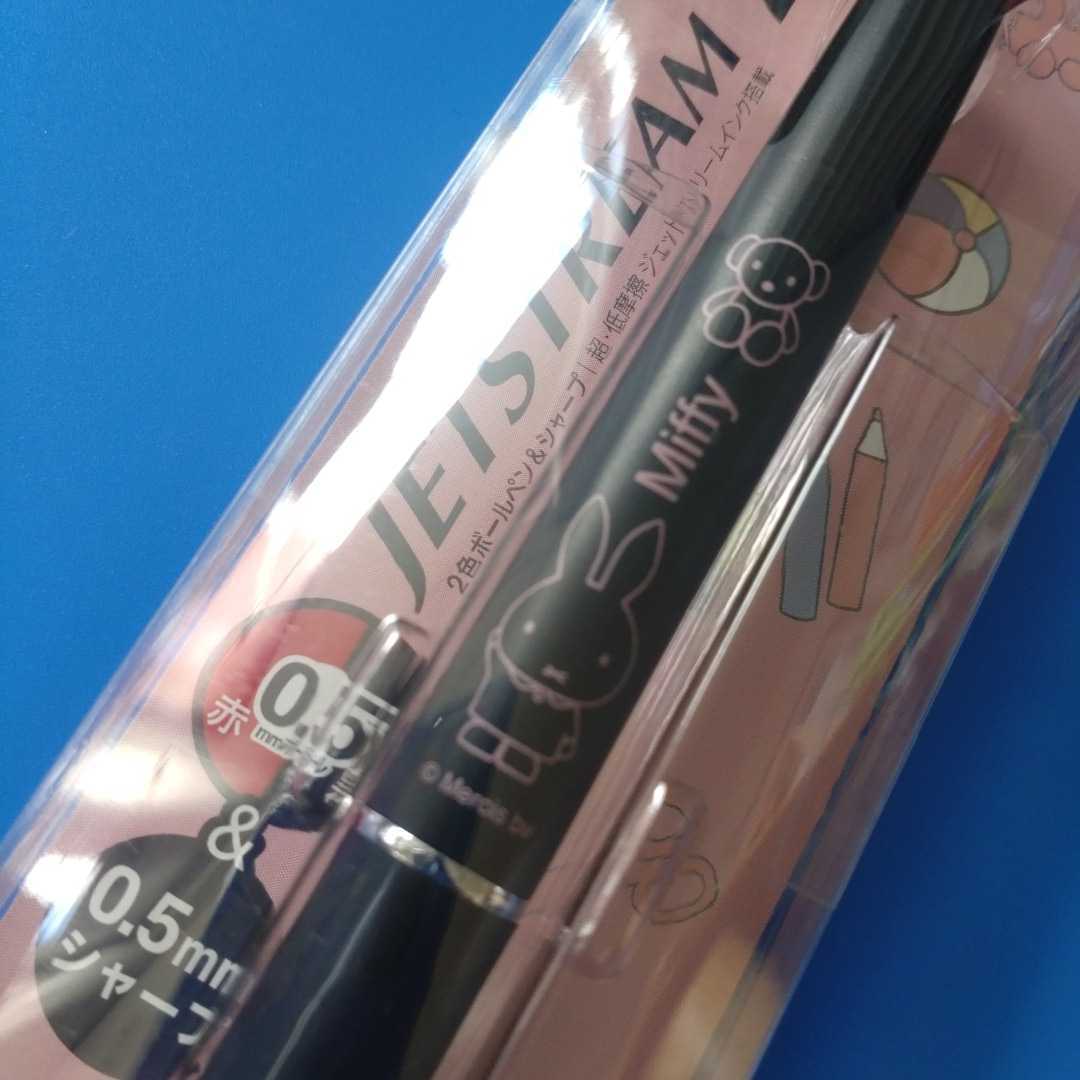 JETSTREAM
2色ボールペン&シャープ | 超・低摩擦 ジェットストリームインク搭載
Miffy
© Mercis bv
赤
0.5
&
0.5mm
シャープ